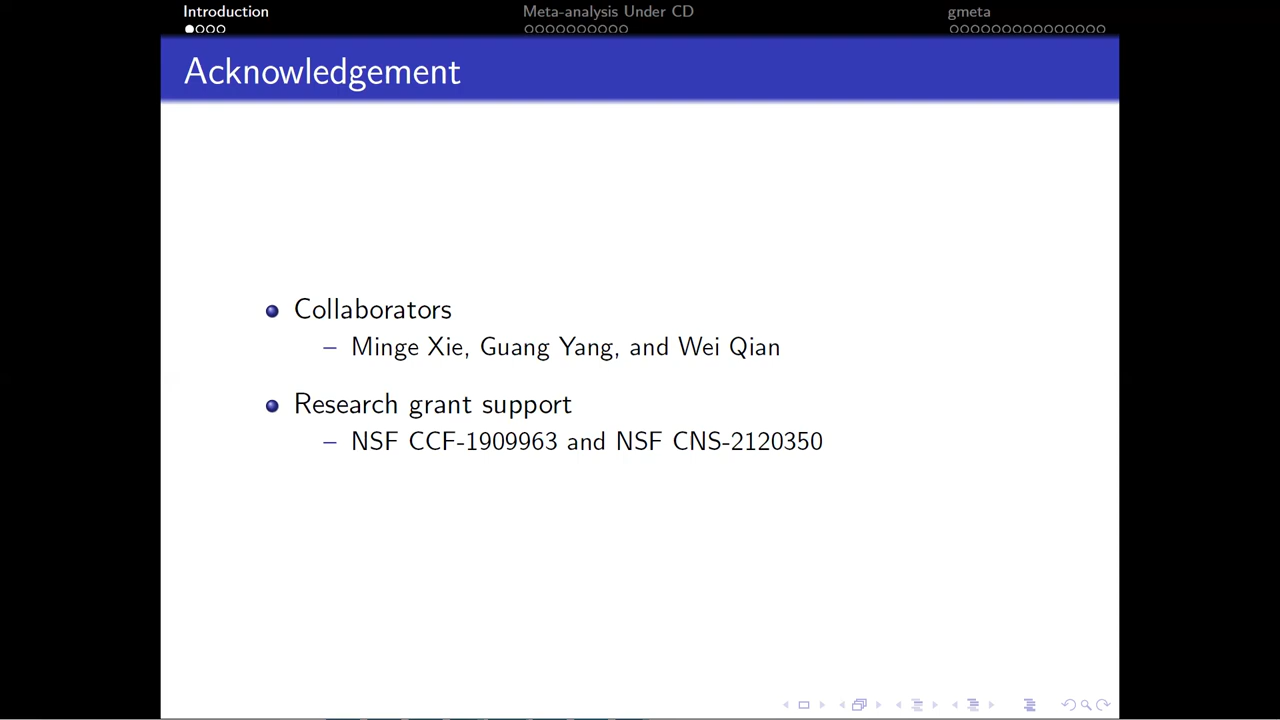 Introduction
Meta-analysis Under CD
gmeta
Acknowledgement
Collaborators
– Minge Xie, Guang Yang, and Wei Qian
Research grant support
– NSF CCF-1909963 and NSF CNS-2120350